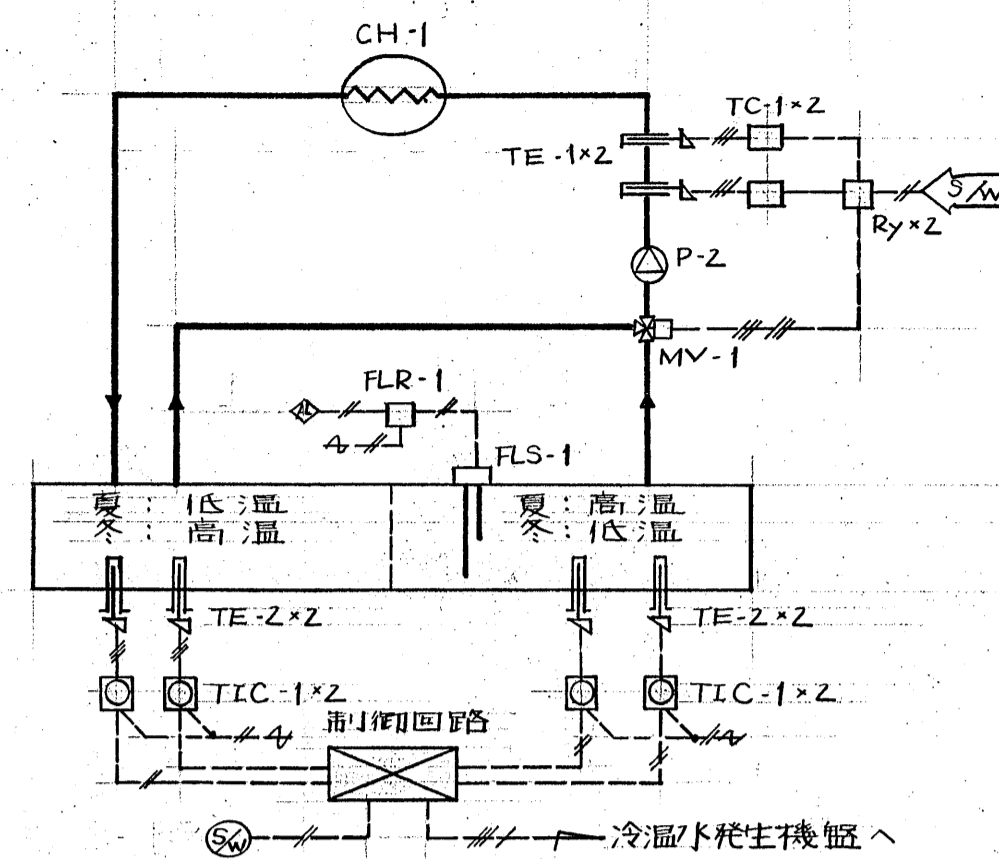 CH-1
TC-1×2
TE-1×2
S/W
Ry×2
P-2
MV-1
FLR-1
AL
FLS-1
夏：低温
冬：高温
夏：高温
冬：低温
TE-2×2
TE-2×2
TIC-1×2
TIC-1×2
制御回路
S/W
冷温水発生機盤へ